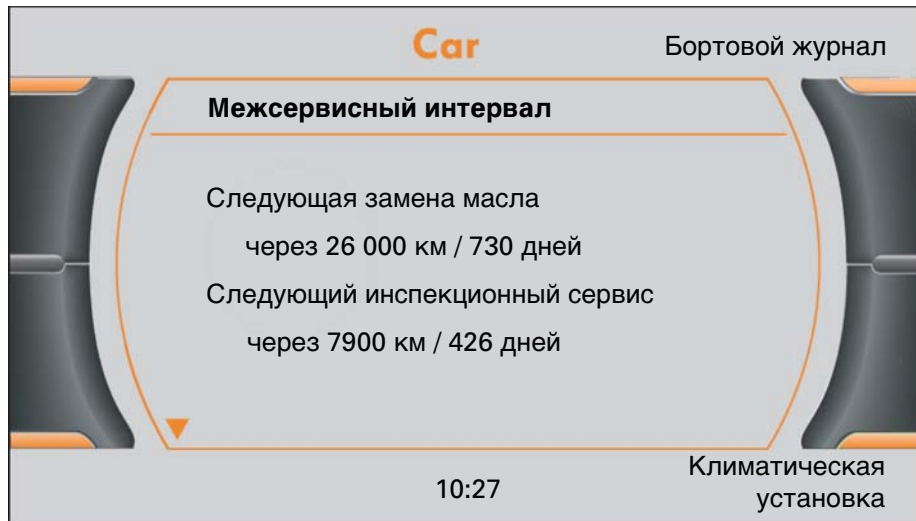 Car
Бортовой журнал
Межсервисный интервал
Следующая замена масла
через 26 000 км / 730 дней
Следующий инспекционный сервис
через 7900 км / 426 дней
10:27
Климатическая
установка